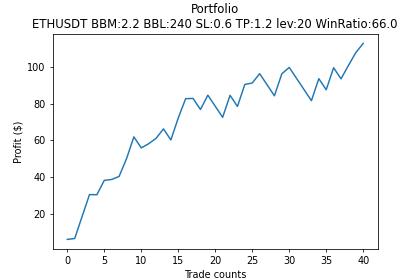 Portfolio
ETHUSDT BBM:2.2 BBL:240 SL:0.6 TP:1.2 lev:20 WinRatio:66.0
Profit ($)
100
80
60
40
20
0 5 10 15 20 25 30 35 40
Trade counts